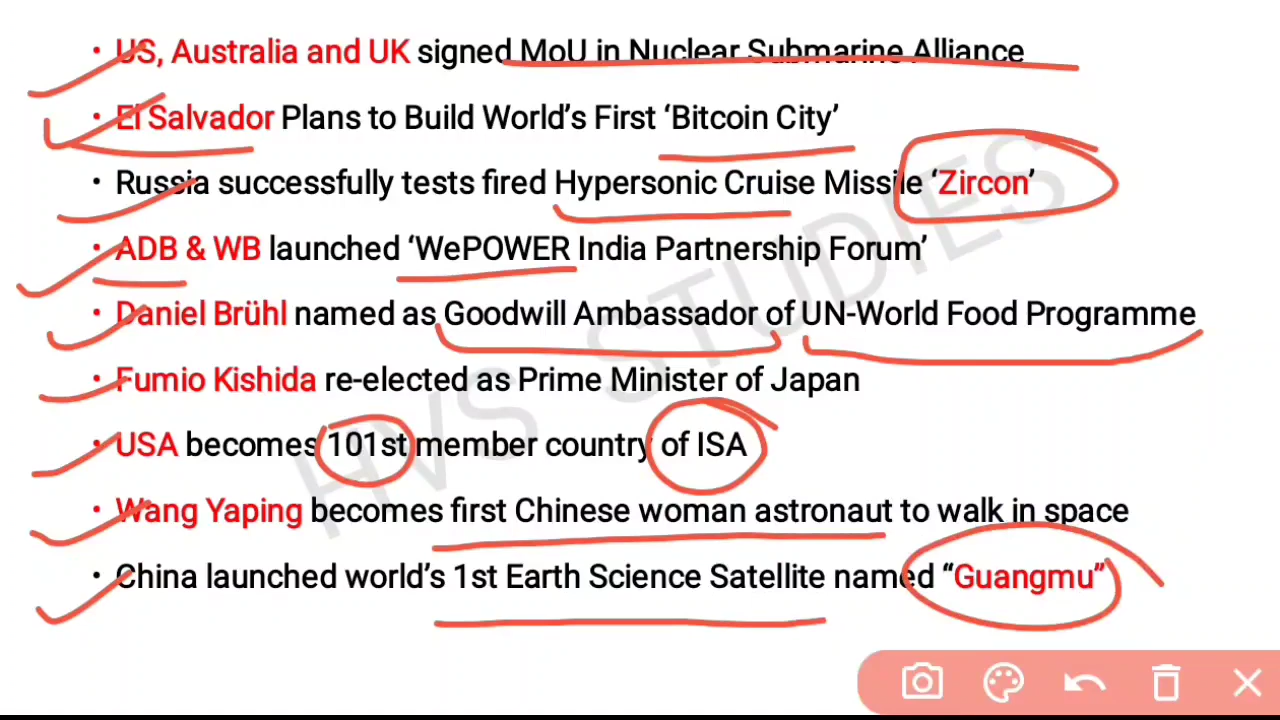 • US, Australia and UK signed MoU in Nuclear Submarine Alliance
• El Salvador Plans to Build World's First ‘Bitcoin City’
• Russia successfully tests fired Hypersonic Cruise Missile ‘Zircon’
• ADB & WB launched ‘WePOWER India Partnership Forum’
• Daniel Brühl named as Goodwill Ambassador of UN-World Food Programme
• Fumio Kishida re-elected as Prime Minister of Japan
• USA becomes 101st member country of ISA
• Wang Yaping becomes first Chinese woman astronaut to walk in space
• China launched world's 1st Earth Science Satellite named “Guangmu”
HVS STUDIES